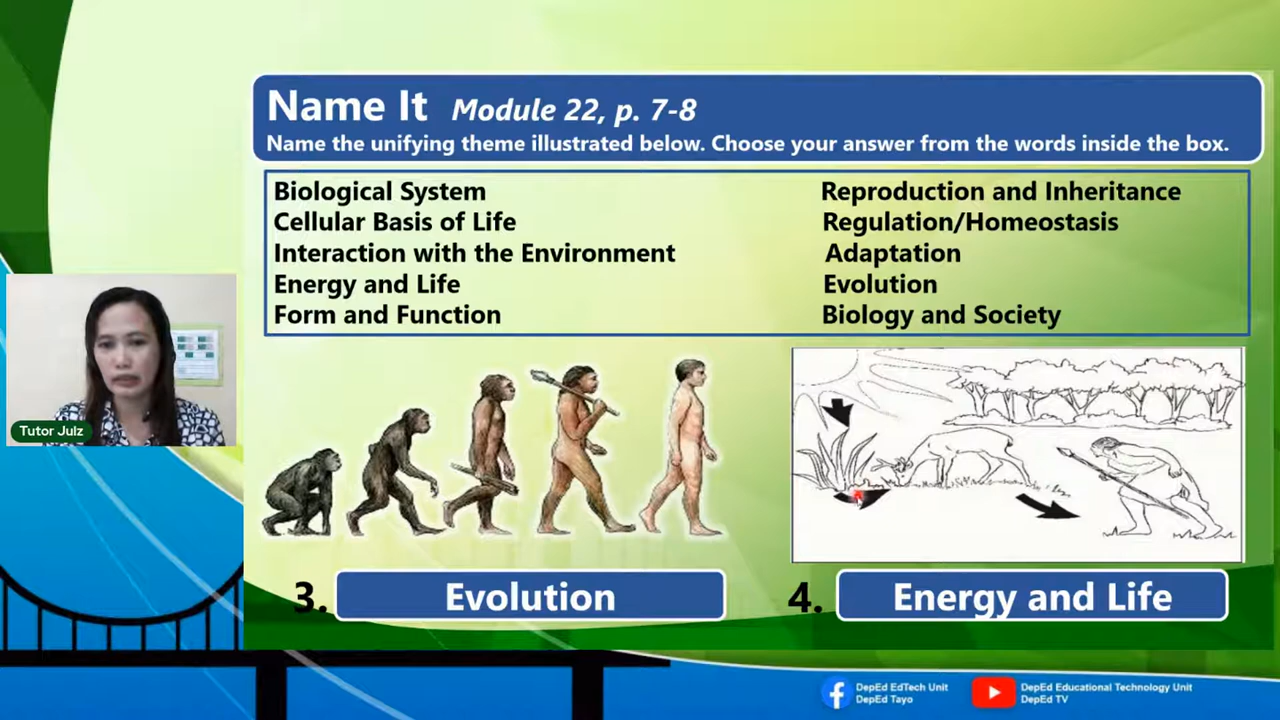 Name It Module 22, p. 7-8
Name the unifying theme illustrated below. Choose your answer from the words inside the box.
Biological System
Cellular Basis of Life
Interaction with the Environment
Energy and Life
Form and Function
Reproduction and Inheritance
Regulation/Homeostasis
Adaptation
Evolution
Biology and Society
Tutor Julz
3. Evolution
4. Energy and Life
DepEd EdTech Unit
DepEd Tayo
DepEd Educational Technology Unit
DepEd TV